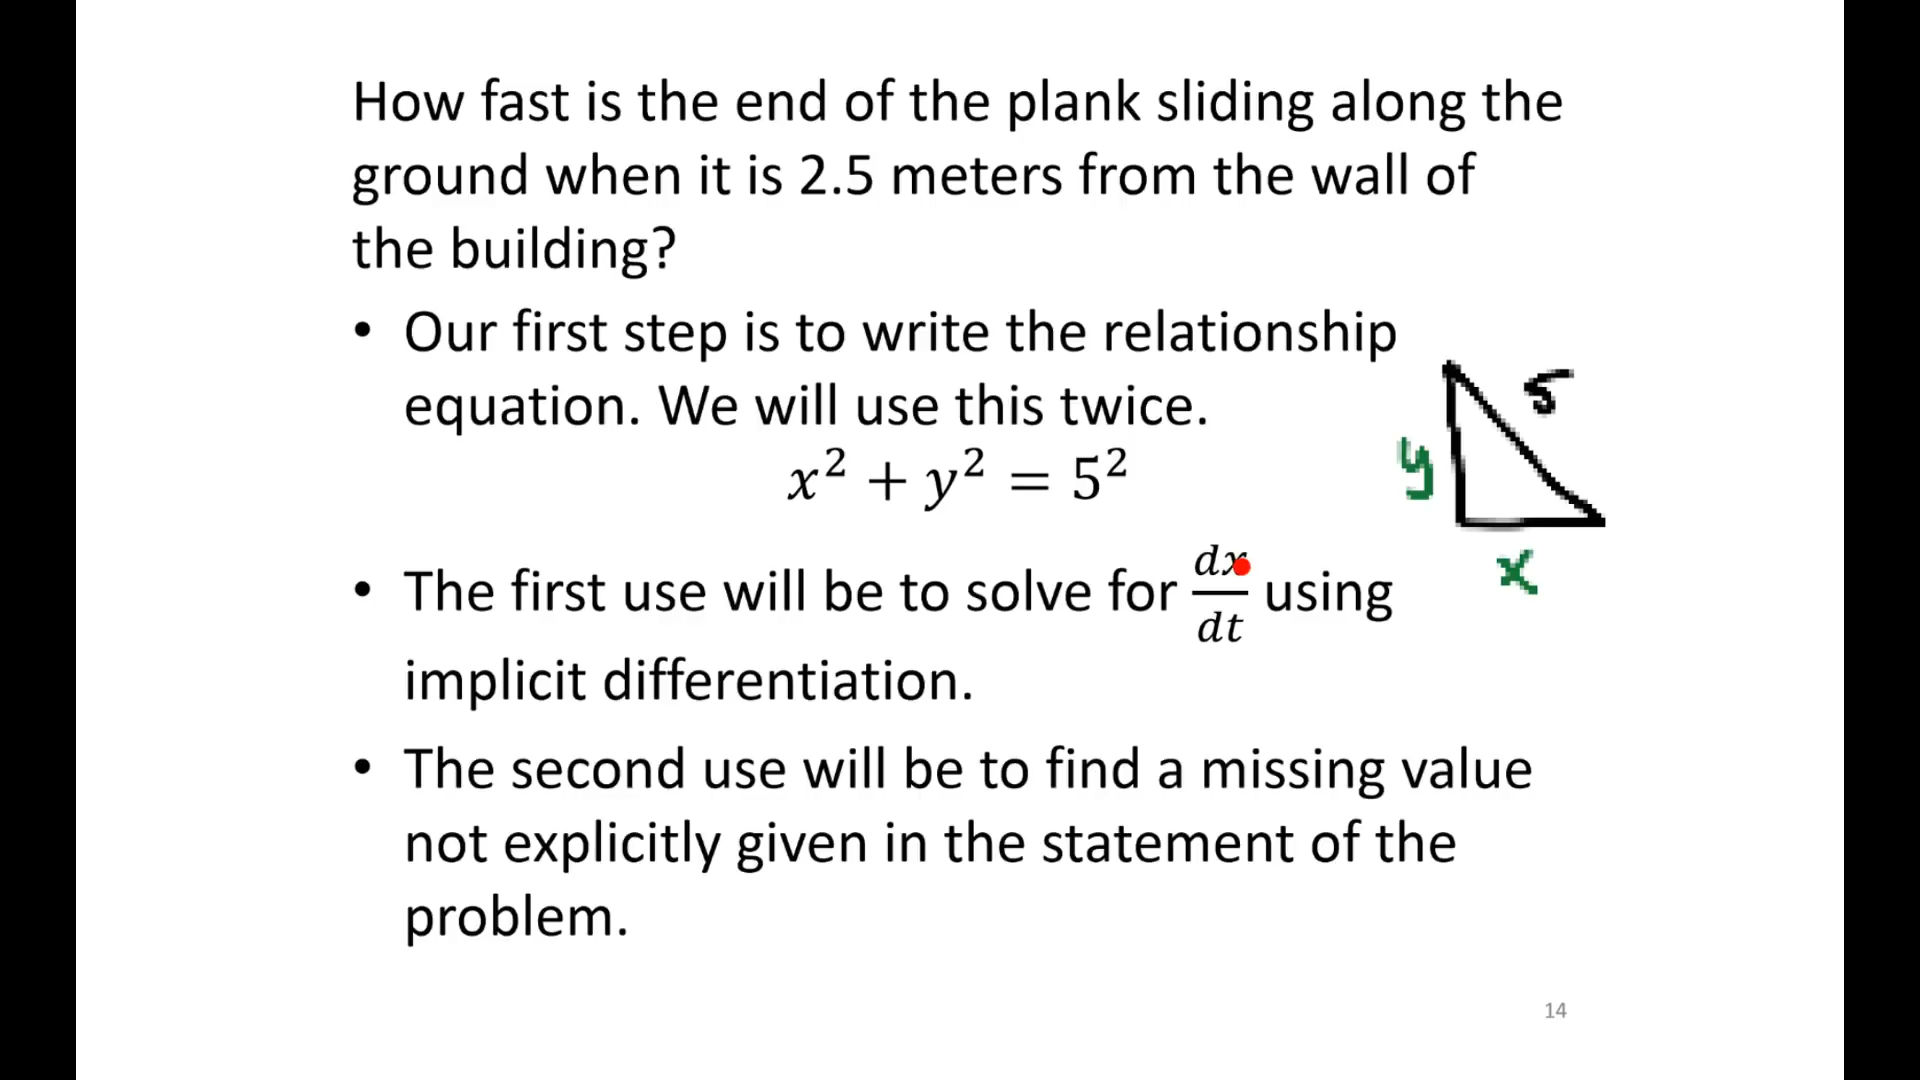 How fast is the end of the plank sliding along the
ground when it is 2.5 meters from the wall of
the building?
• Our first step is to write the relationship
equation. We will use this twice.
x² + y² = 5²
5
y
x
• The first use will be to solve for dx/dt using
implicit differentiation.
• The second use will be to find a missing value
not explicitly given in the statement of the
problem.
14